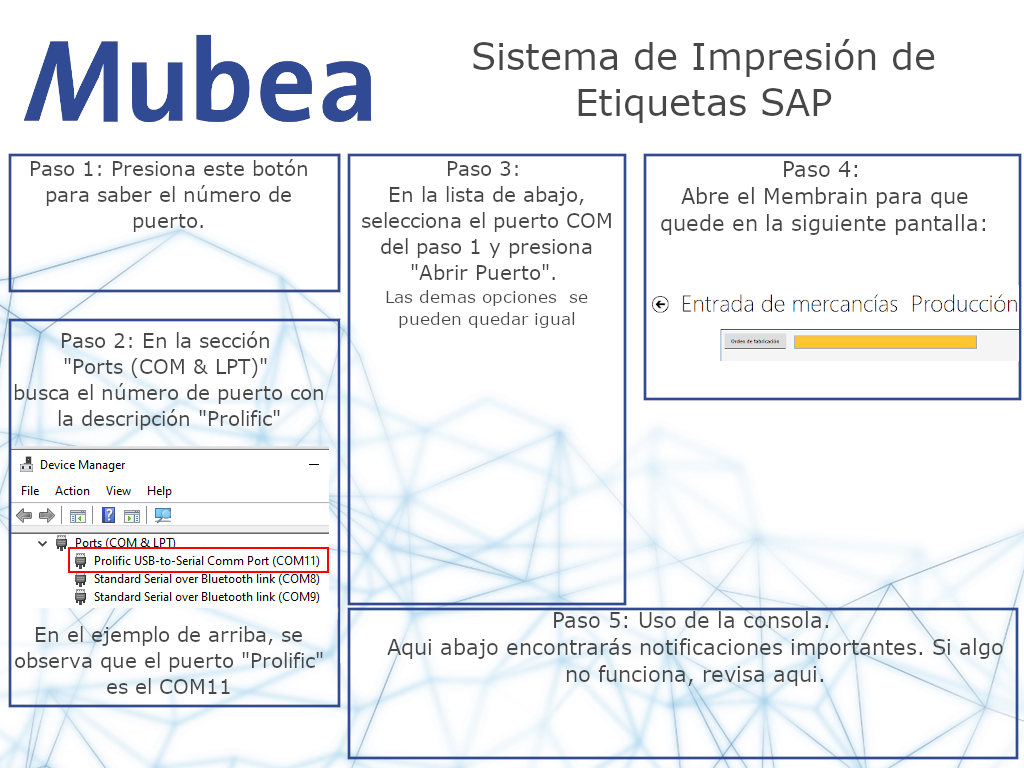 Mubea
Sistema de Impresión de
Etiquetas SAP
Paso 1: Presiona este botón
para saber el número de
puerto.
Paso 2: En la sección
"Ports (COM & LPT)"
busca el número de puerto con
la descripción "Prolific"
Device Manager
File Action View Help
Ports (COM & LPT)
Prolific USB-to-Serial Comm Port (COM11)
Standard Serial over Bluetooth link (COM8)
Standard Serial over Bluetooth link (COM9)
En el ejemplo de arriba, se
observa que el puerto "Prolific"
es el COM11
Paso 3:
En la lista de abajo,
selecciona el puerto COM
del paso 1 y presiona
"Abrir Puerto".
Las demas opciones se
pueden quedar igual
Paso 4:
Abre el Membrain para que
quede en la siguiente pantalla:
Entrada de mercancías Producción
Orden de fabricación
Paso 5: Uso de la consola.
Aqui abajo encontrarás notificaciones importantes. Si algo
no funciona, revisa aqui.